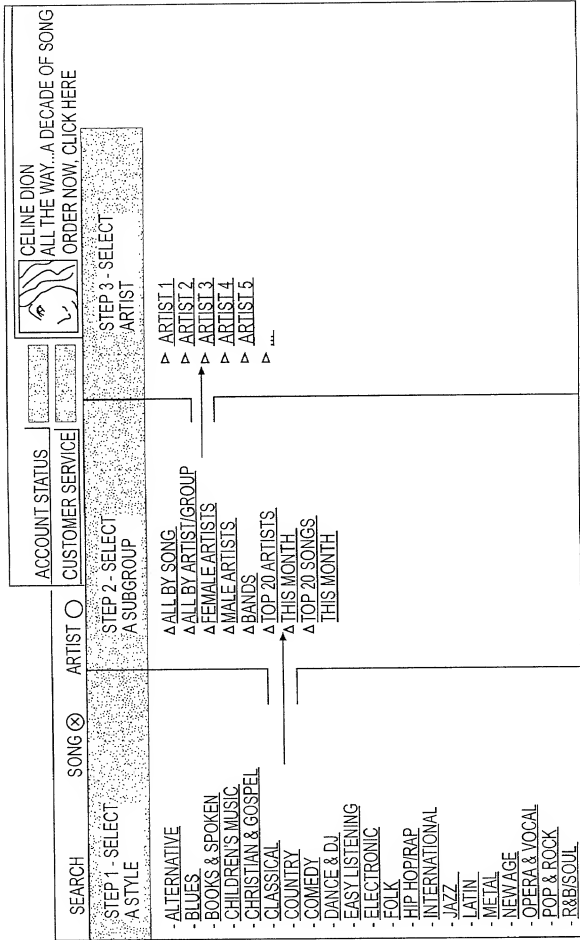 SEARCH SONG ARTIST
ACCOUNT STATUS
CUSTOMER SERVICE
CELINE DION
ALL THE WAY...A DECADE OF SONG
ORDER NOW, CLICK HERE
STEP 1 - SELECT
A STYLE
- ALTERNATIVE
- BLUES
- BOOKS & SPOKEN
- CHILDREN'S MUSIC
- CHRISTIAN & GOSPEL
- CLASSICAL
- COUNTRY
- COMEDY
- DANCE & DJ
- EASY LISTENING
- ELECTRONIC
- FOLK
- HIP HOP/RAP
- INTERNATIONAL
- JAZZ
- LATIN
- METAL
- NEW AGE
- OPERA & VOCAL
- POP & ROCK
- R&B/SOUL
STEP 2 - SELECT
A SUBGROUP
ALL BY SONG
ALL BY ARTIST/GROUP
FEMALE ARTISTS
MALE ARTISTS
BANDS
TOP 20 ARTISTS
THIS MONTH
TOP 20 SONGS
THIS MONTH
STEP 3 - SELECT
ARTIST
ARTIST 1
ARTIST 2
ARTIST 3
ARTIST 4
ARTIST 5
...